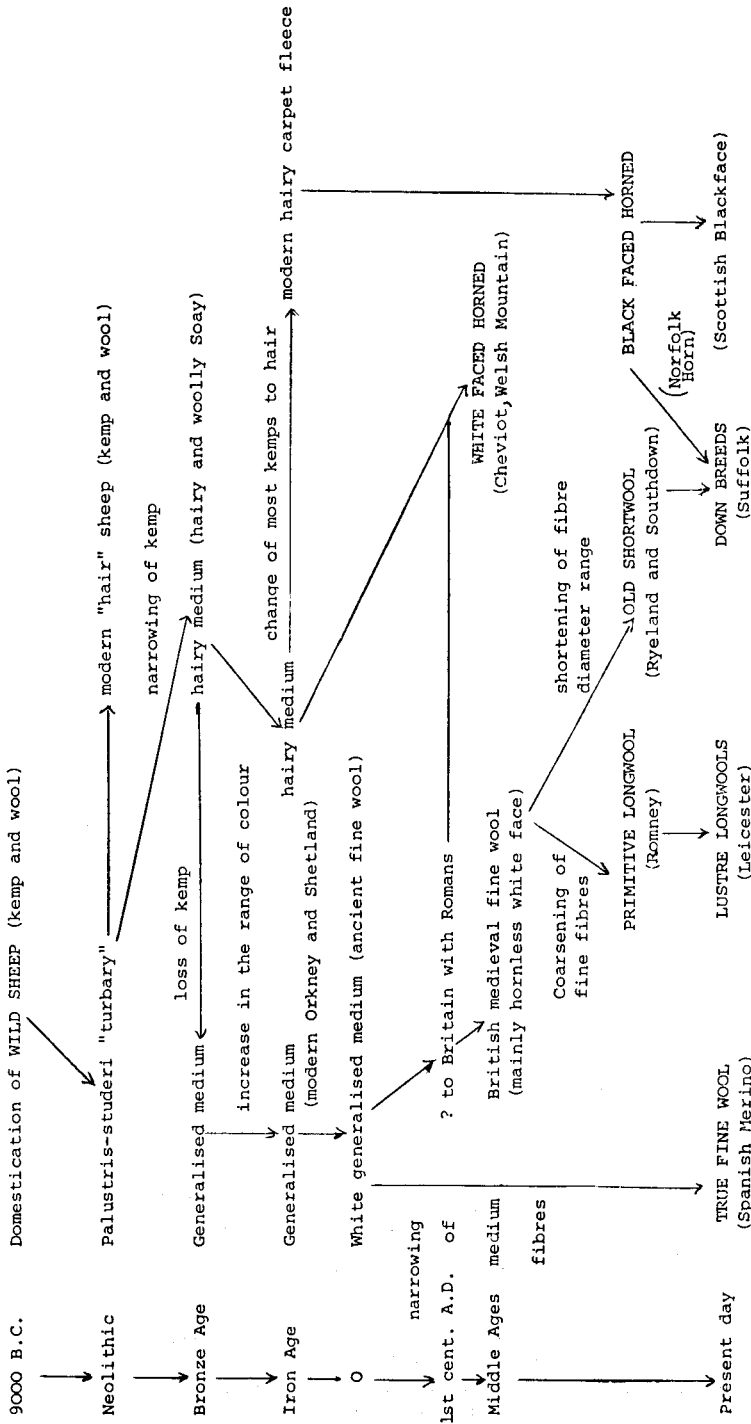 9000 B.C. Domestication of WILD SHEEP (kemp and wool)
Neolithic Palustris-studeri "turbary" modern "hair" sheep (kemp and wool)
narrowing of kemp
Bronze Age Generalised medium hairy medium (hairy and woolly Soay)
loss of kemp
increase in the range of colour
change of most kemps to hair
Iron Age Generalised medium hairy medium modern hairy carpet fleece
(modern Orkney and Shetland)
O White generalised medium (ancient fine wool)
narrowing
1st cent. A.D. of ? to Britain with Romans
Middle Ages medium British medieval fine wool WHITE FACED HORNED
(mainly hornless white face) (Cheviot,Welsh Mountain)
fibres
Coarsening of shortening of fibre
fine fibres diameter range
PRIMITIVE LONGWOOL OLD SHORTWOOL BLACK FACED HORNED
(Romney) (Ryeland and Southdown)
(Norfolk
Horn)
Present day TRUE FINE WOOL LUSTRE LONGWOOLS DOWN BREEDS (Scottish Blackface)
(Spanish Merino) (Leicester) (Suffolk)